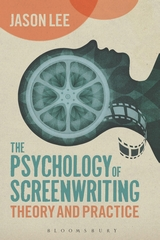 JASON LEE
THE
PSYCHOLOGY OF
SCREENWRITING
THEORY AND PRACTICE
BLOOMSBURY